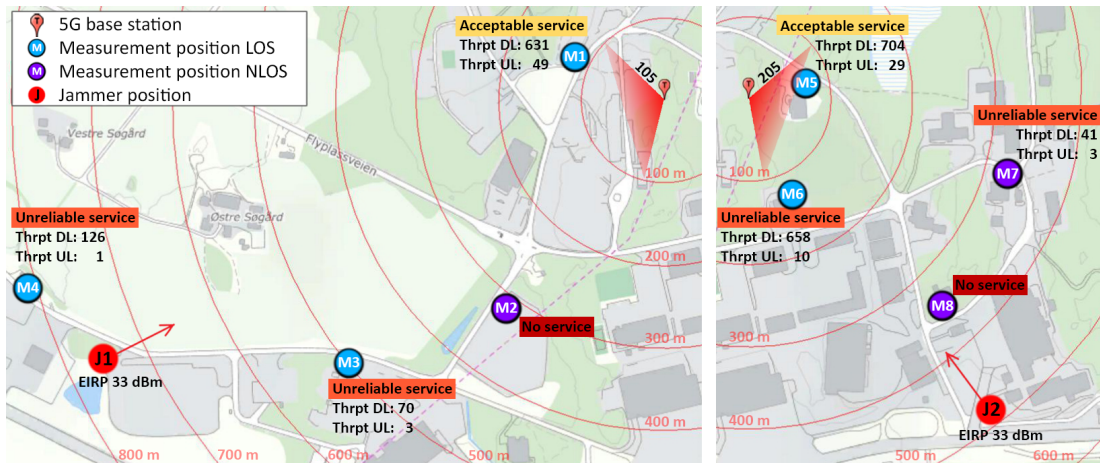 5G base station
M Measurement position LOS
M Measurement position NLOS
J Jammer position
Acceptable service
Thrpt DL: 631
Thrpt UL: 49
M1
T
105
100 m
200 m
300 m
400 m
500 m
600 m
700 m
800 m
Vestre Søgård
Flyplassveien
Østre Søgård
Unreliable service
Thrpt DL: 126
Thrpt UL: 1
M4
M2
No service
J1
EIRP 33 dBm
M3
Unreliable service
Thrpt DL: 70
Thrpt UL: 3
Acceptable service
Thrpt DL: 704
Thrpt UL: 29
T
205
M5
Unreliable service
Thrpt DL: 41
Thrpt UL: 3
M7
100 m
M6
Unreliable service
Thrpt DL: 658
Thrpt UL: 10
No service
M8
300 m
400 m
J2
EIRP 33 dBm
500 m
600 m